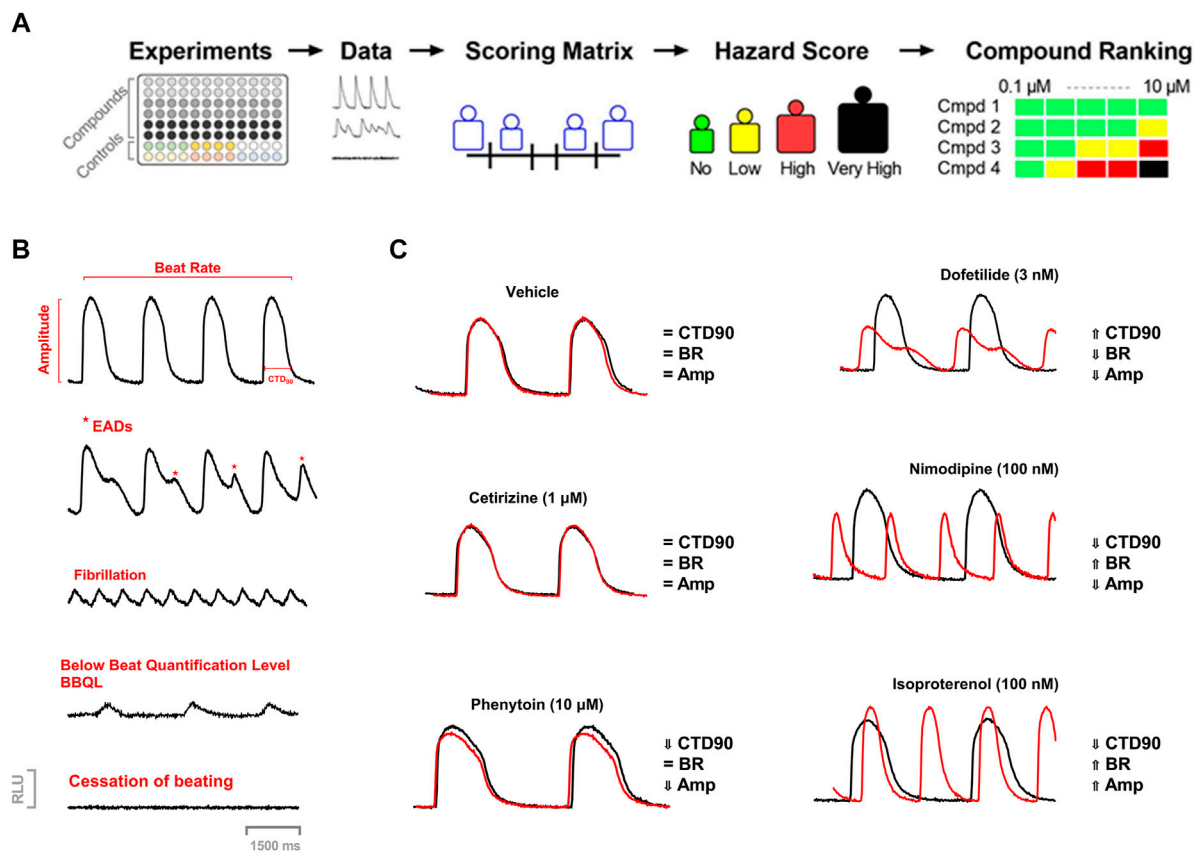 A
Experiments → Data → Scoring Matrix → Hazard Score → Compound Ranking
Compounds
Controls
No Low High Very High
0.1 µM ---------- 10 µM
Cmpd 1
Cmpd 2
Cmpd 3
Cmpd 4
B
Beat Rate
Amplitude
CTD90
* EADs
* * *
Fibrillation
Below Beat Quantification Level
BBQL
Cessation of beating
RLU
1500 ms
C
Vehicle
= CTD90
= BR
= Amp
Dofetilide (3 nM)
⇑ CTD90
⇓ BR
⇓ Amp
Cetirizine (1 µM)
= CTD90
= BR
= Amp
Nimodipine (100 nM)
⇓ CTD90
⇑ BR
⇓ Amp
Phenytoin (10 µM)
⇓ CTD90
= BR
⇓ Amp
Isoproterenol (100 nM)
⇓ CTD90
⇑ BR
⇑ Amp